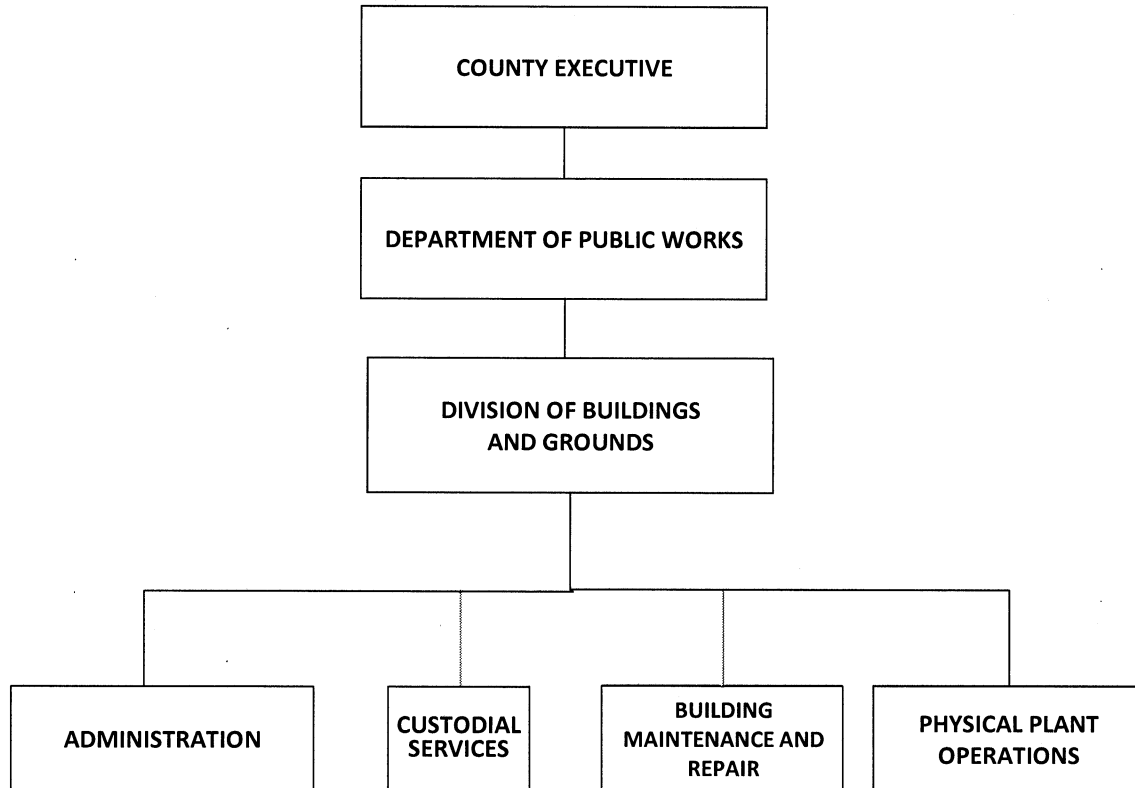 COUNTY EXECUTIVE
DEPARTMENT OF PUBLIC WORKS
DIVISION OF BUILDINGS
AND GROUNDS
ADMINISTRATION
CUSTODIAL
SERVICES
BUILDING
MAINTENANCE AND
REPAIR
PHYSICAL PLANT
OPERATIONS